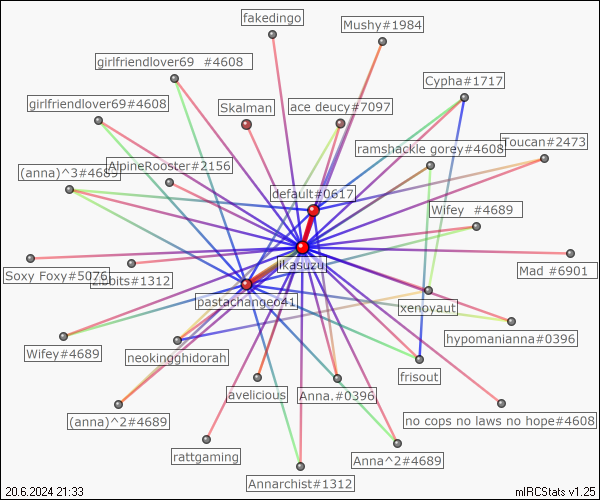 fakedingo
Mushy#1984
girlfriendlover69 #4608
Cypha#1717
girlfriendlover69#4608
Skalman
ace deucy#7097
Toucan#2473
ramshackle gorey#4608
AlpineRooster#2156
(anna)^3#4689
default#0617
Wifey #4689
ikasuzu
Mad #6901
Soxy Foxy#5076
#1312
pastachangeo41
xenoyaut
hypomanianna#0396
Wifey#4689
neokingghidorah
frisout
avelicious
Anna.#0396
(anna)^2#4689
no cops no laws no hope#4608
rattgaming
Anna^2#4689
Annarchist#1312
20.6.2024 21:33
mIRCStats v1.25